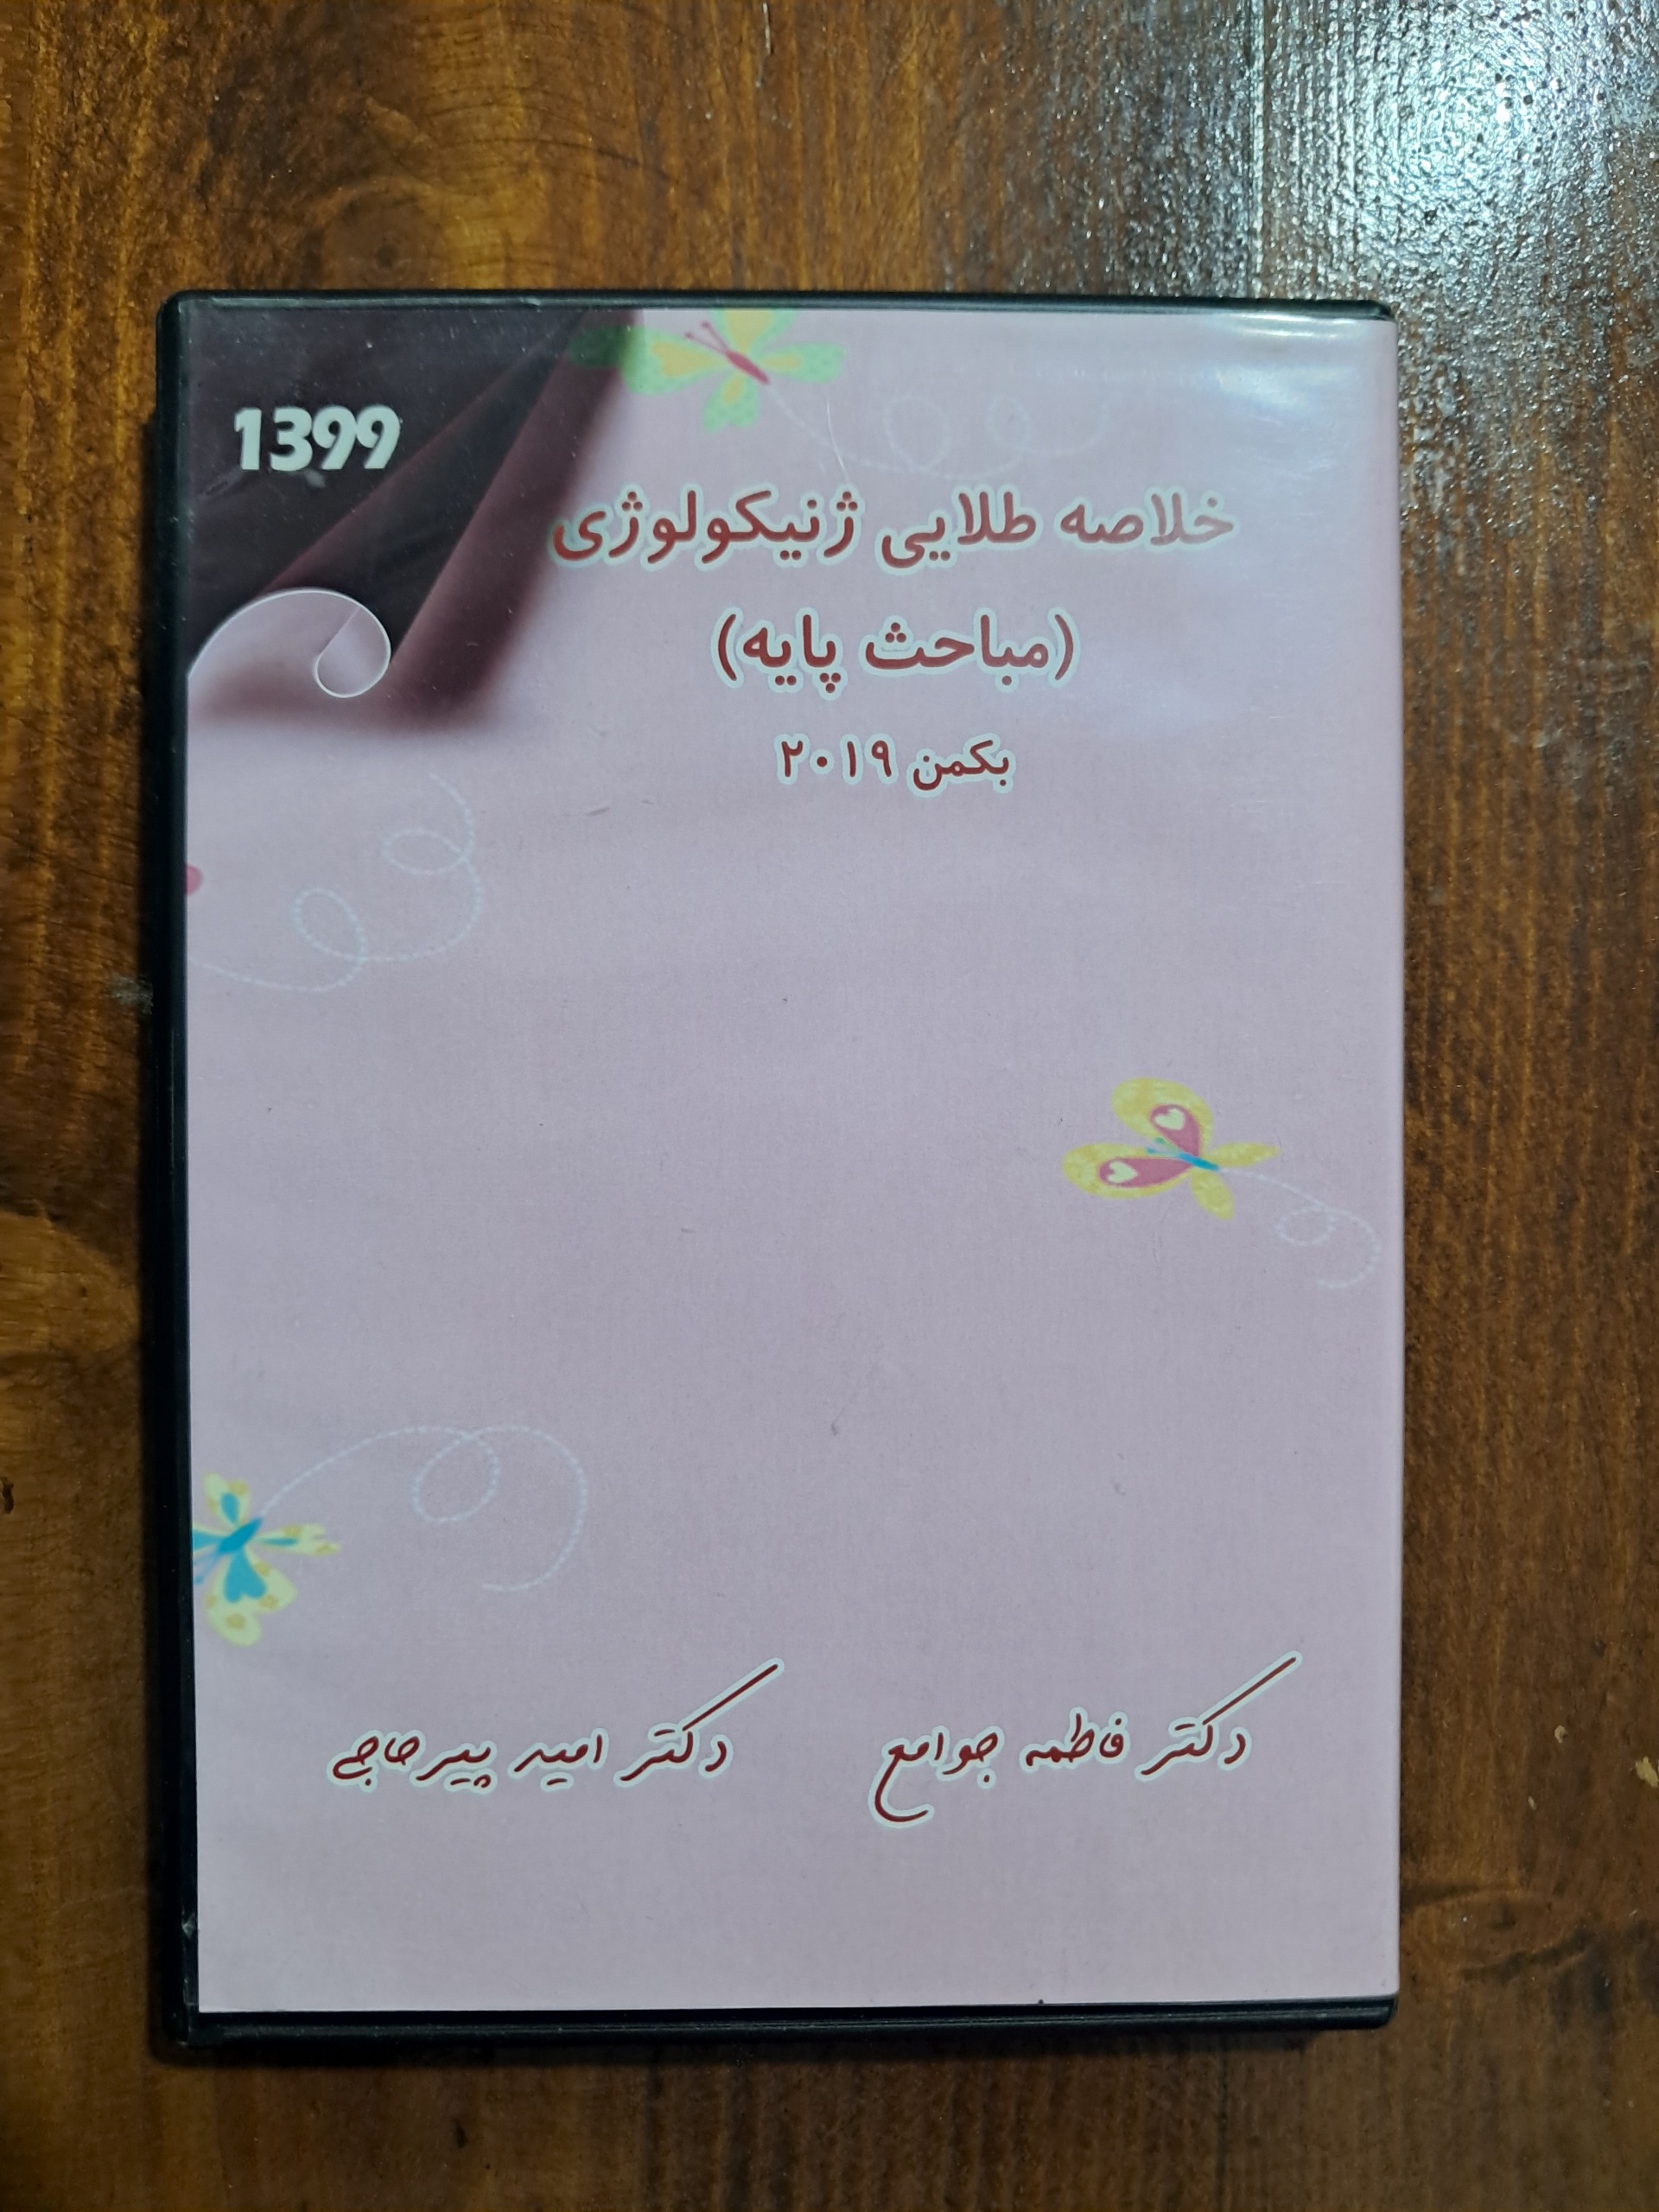 1399
خلاصه طلایی ژنیکولوژی
(مباحث پایه)
بکمن ۲۰۱۹
دکتر فاطمه جوامع دکتر امید پیرحاجی